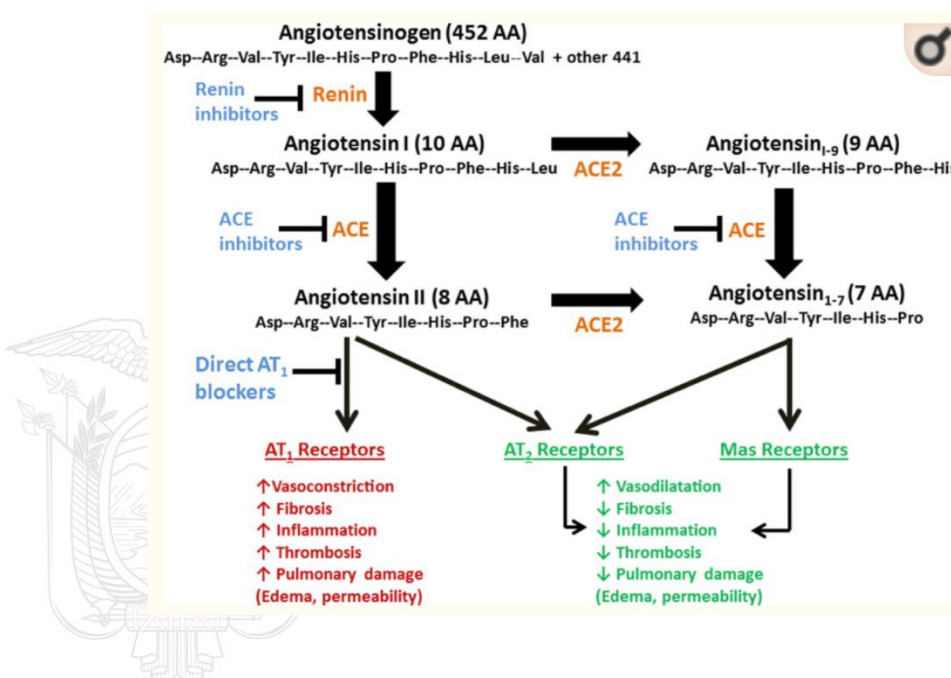 Angiotensinogen (452 AA)
Asp--Arg--Val--Tyr--Ile--His--Pro--Phe--His--Leu--Val + other 441
Renin
inhibitors
Renin
Angiotensin I (10 AA)
Asp--Arg--Val--Tyr--Ile--His--Pro--Phe--His--Leu
ACE2
Angiotensin I-9 (9 AA)
Asp--Arg--Val--Tyr--Ile--His--Pro--Phe--His
ACE
inhibitors
ACE
ACE
inhibitors
ACE
Angiotensin II (8 AA)
Asp--Arg--Val--Tyr--Ile--His--Pro--Phe
ACE2
Angiotensin 1-7 (7 AA)
Asp--Arg--Val--Tyr--Ile--His--Pro
Direct AT1
blockers
AT1 Receptors
↑Vasoconstriction
↑ Fibrosis
↑ Inflammation
↑ Thrombosis
↑ Pulmonary damage
(Edema, permeability)
AT2 Receptors
Mas Receptors
↑ Vasodilatation
↓ Fibrosis
↓ Inflammation
↓ Thrombosis
↓ Pulmonary damage
(Edema, permeability)